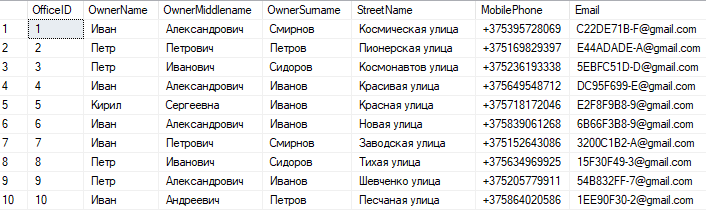 OfficeID OwnerName OwnerMiddlename OwnerSurname StreetName MobilePhone Email
1 1 Иван Александрович Смирнов Космическая улица +375395728069 C22DE71B-F@gmail.com
2 2 Петр Петрович Петров Пионерская улица +375169829397 E44ADADE-A@gmail.com
3 3 Петр Иванович Сидоров Космонавтов улица +375236193338 5EBFC51D-D@gmail.com
4 4 Иван Александрович Иванов Красивая улица +375649548712 DC95F699-E@gmail.com
5 5 Кирил Сергеевна Иванов Красная улица +375718172046 E2F8F9B8-9@gmail.com
6 6 Иван Александрович Иванов Новая улица +375839061268 6B66F3B8-9@gmail.com
7 7 Иван Петрович Смирнов Заводская улица +375152643086 3200C1B2-A@gmail.com
8 8 Петр Иванович Сидоров Тихая улица +375634969925 15F30F49-3@gmail.com
9 9 Петр Александрович Иванов Шевченко улица +375205779911 54B832FF-7@gmail.com
10 10 Иван Андреевич Петров Песчаная улица +375864020586 1EE90F30-2@gmail.com